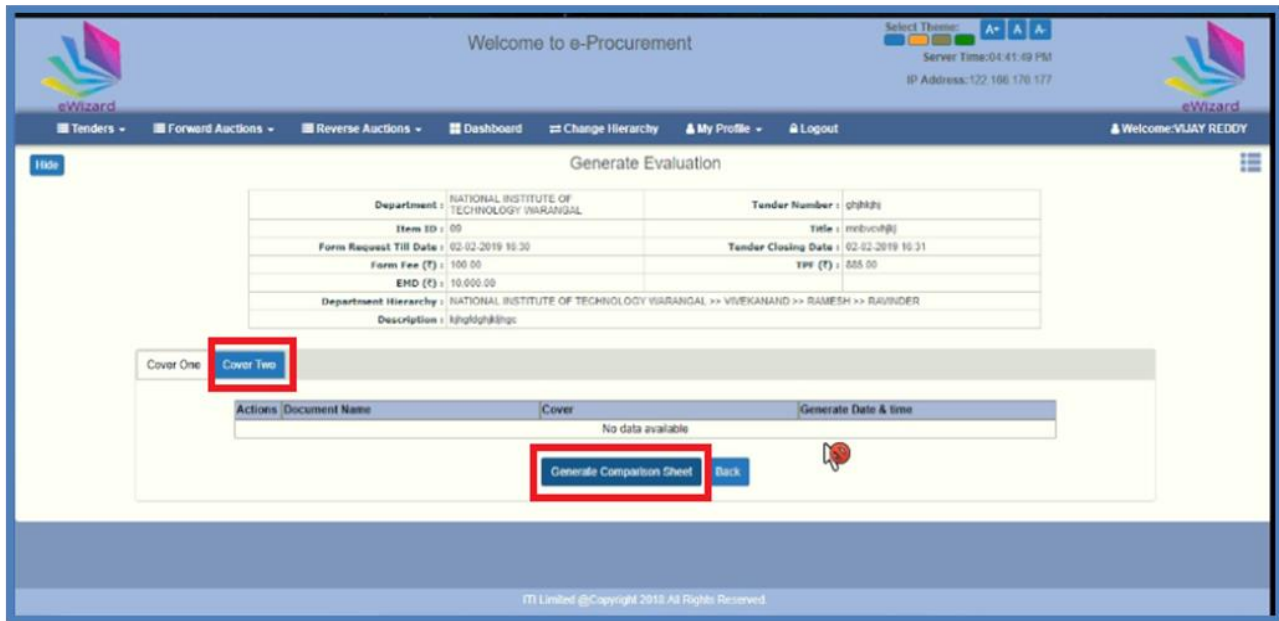 Welcome to e-Procurement
Select Theme: A+ A A-
Server Time:04:41:49 PM
IP Address:122.166.170.177
eWizard
eWizard
Tenders Forward Auctions Reverse Auctions Dashboard Change Hierarchy My Profile Logout Welcome:VIJAY REDDY
Hide Generate Evaluation
Department : NATIONAL INSTITUTE OF TECHNOLOGY WARANGAL Tender Number :
Item ID : 09 Title :
Form Request Till Date : 02-02-2019 16:30 Tender Closing Date : 02-02-2019 16:31
Form Fee (₹) : 100.00 TPF (₹) : 885.00
EMD (₹) : 10,000.00
Department Hierarchy : NATIONAL INSTITUTE OF TECHNOLOGY WARANGAL >> VIVEKANAND >> RAMESH >> RAVINDER
Description :
Cover One Cover Two
Actions Document Name Cover Generate Date & time
No data available
Generate Comparison Sheet Back
ITI Limited @Copyright 2018 All Rights Reserved.